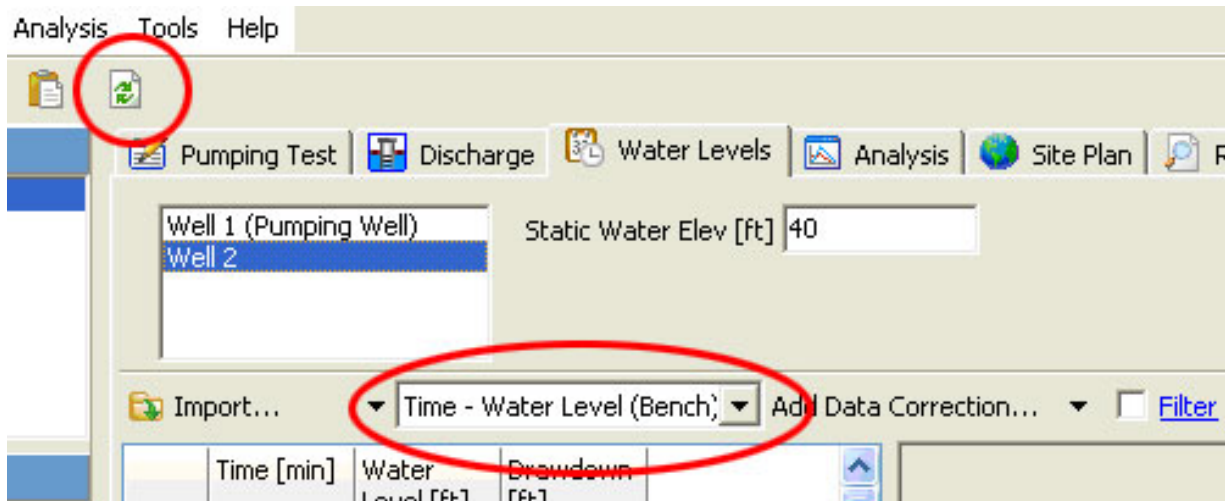 Analysis Tools Help
Pumping Test Discharge Water Levels Analysis Site Plan R
Well 1 (Pumping Well)
Well 2
Static Water Elev [ft] 40
Import... Time - Water Level (Bench) Add Data Correction... Filter
Time [min] Water Drawdown
Level [ft] [ft]